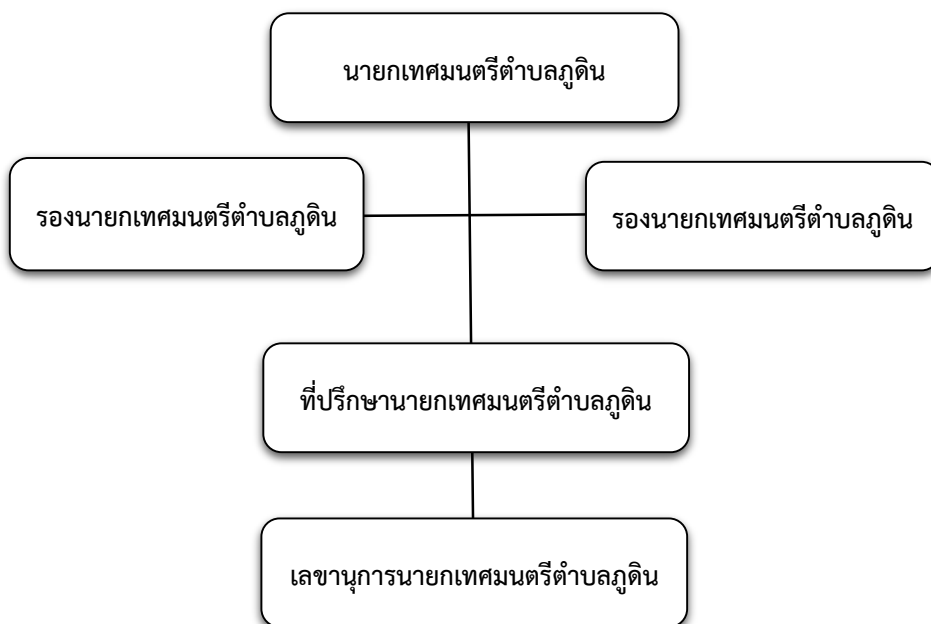 นายกเทศมนตรีตำบลภูดิน
รองนายกเทศมนตรีตำบลภูดิน
รองนายกเทศมนตรีตำบลภูดิน
ที่ปรึกษานายกเทศมนตรีตำบลภูดิน
เลขานุการนายกเทศมนตรีตำบลภูดิน